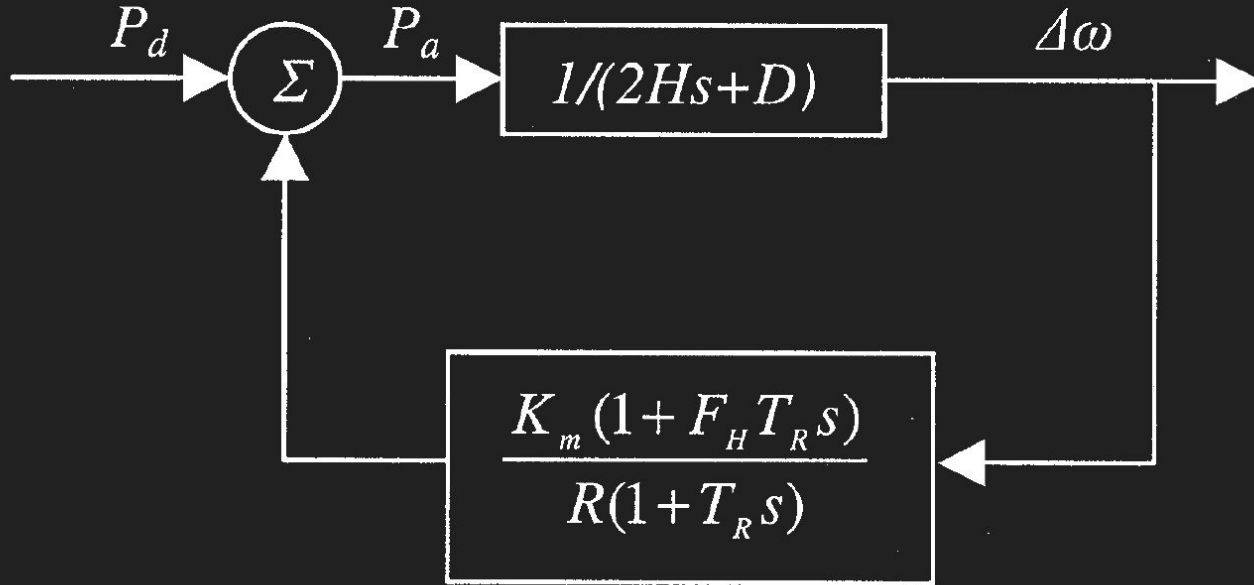 P_d
Σ
P_a
1/(2Hs+D)
Δω
K_m(1+F_H T_R s)
R(1+T_R s)